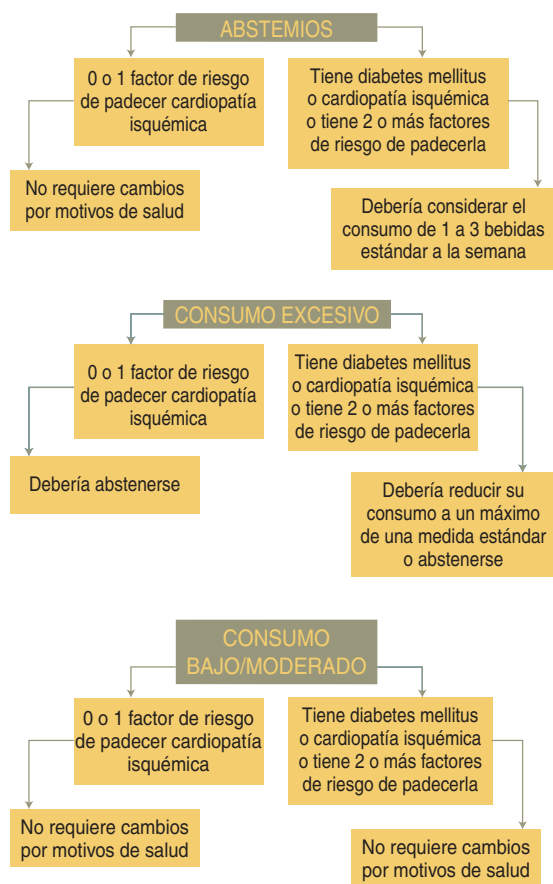 ABSTEMIOS
0 o 1 factor de riesgo
de padecer cardiopatía
isquémica
Tiene diabetes mellitus
o cardiopatía isquémica
o tiene 2 o más factores
de riesgo de padecerla
No requiere cambios
por motivos de salud
Debería considerar el
consumo de 1 a 3 bebidas
estándar a la semana
CONSUMO EXCESIVO
0 o 1 factor de riesgo
de padecer cardiopatía
isquémica
Tiene diabetes mellitus
o cardiopatía isquémica
o tiene 2 o más factores
de riesgo de padecerla
Debería abstenerse
Debería reducir su
consumo a un máximo
de una medida estándar
o abstenerse
CONSUMO
BAJO/MODERADO
0 o 1 factor de riesgo
de padecer cardiopatía
isquémica
Tiene diabetes mellitus
o cardiopatía isquémica
o tiene 2 o más factores
de riesgo de padecerla
No requiere cambios
por motivos de salud
No requiere cambios
por motivos de salud